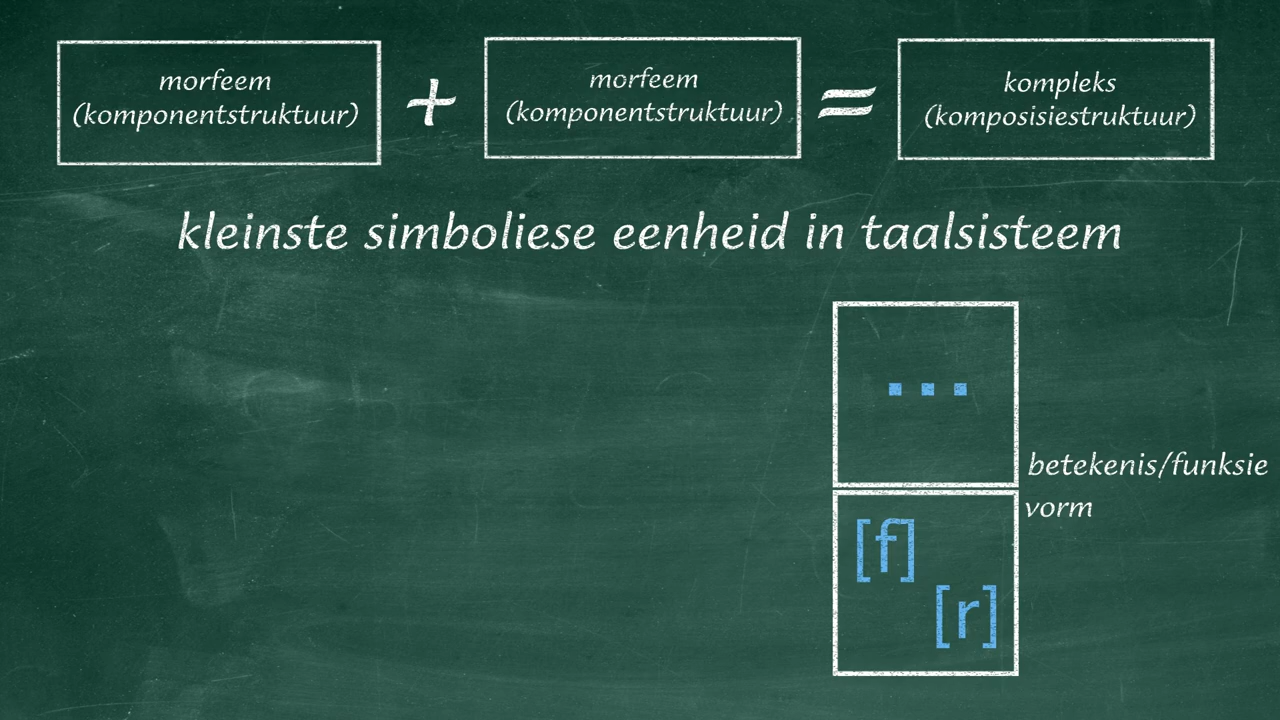 morfeem
(komponentstruktuur)
+
morfeem
(komponentstruktuur)
=
kompleks
(komposisiestruktuur)
kleinste simboliese eenheid in taalsisteem
...
betekenis/funksie
vorm
[f]
[r]